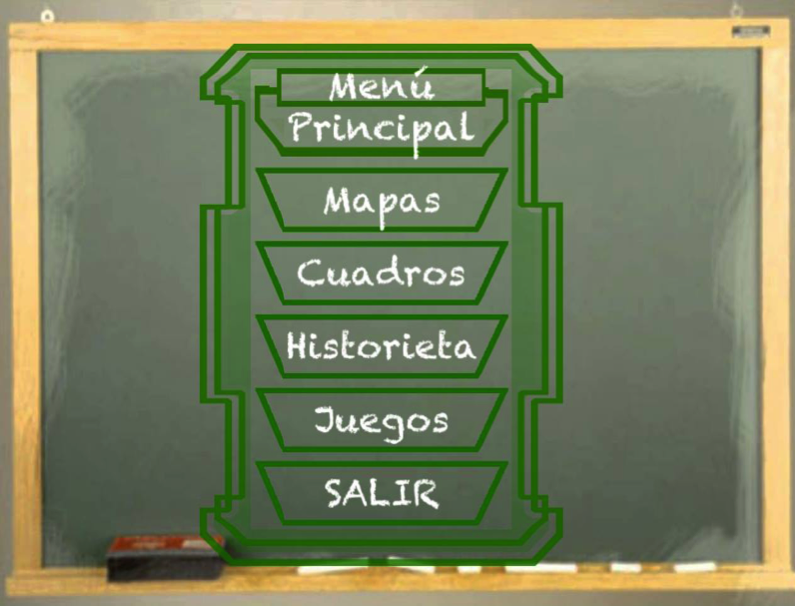 Menú
Principal
Mapas
Cuadros
Historieta
Juegos
SALIR